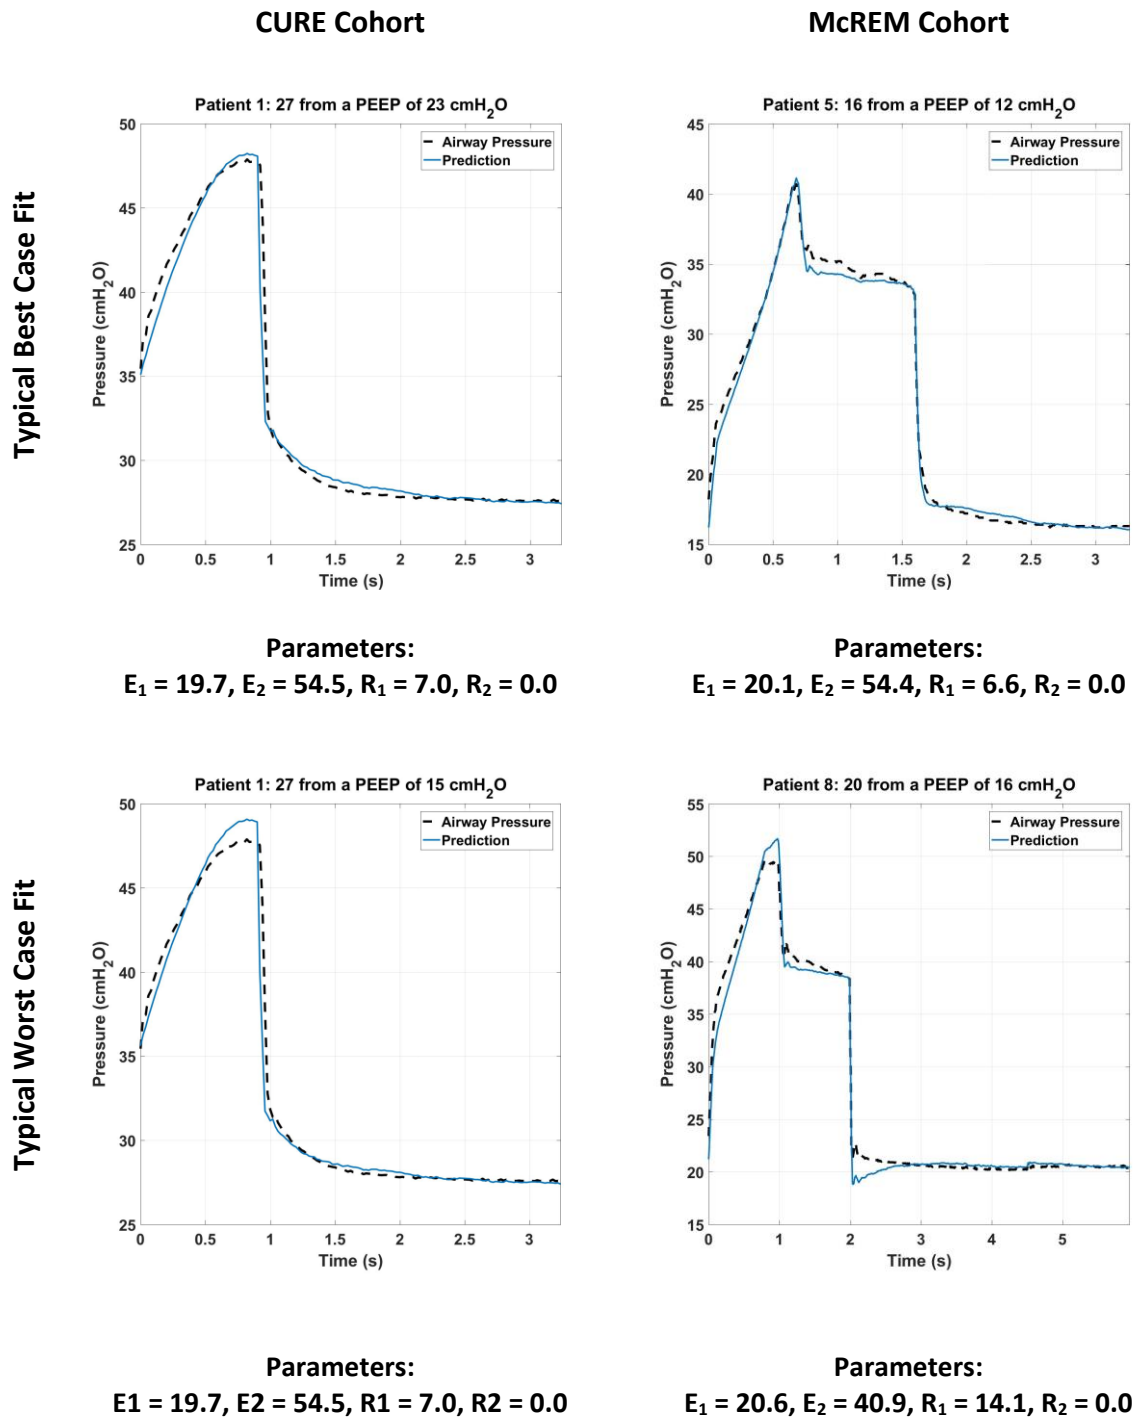 CURE Cohort
McREM Cohort
Typical Best Case Fit
Patient 1: 27 from a PEEP of 23 cmH₂O
50
45
40
35
30
25
Pressure (cmH₂O)
0 0.5 1 1.5 2 2.5 3
Time (s)
Airway Pressure
Prediction
Parameters:
E₁ = 19.7, E₂ = 54.5, R₁ = 7.0, R₂ = 0.0
Patient 5: 16 from a PEEP of 12 cmH₂O
45
40
35
30
25
20
15
Pressure (cmH₂O)
0 0.5 1 1.5 2 2.5 3
Time (s)
Airway Pressure
Prediction
Parameters:
E₁ = 20.1, E₂ = 54.4, R₁ = 6.6, R₂ = 0.0
Typical Worst Case Fit
Patient 1: 27 from a PEEP of 15 cmH₂O
50
45
40
35
30
25
Pressure (cmH₂O)
0 0.5 1 1.5 2 2.5 3
Time (s)
Airway Pressure
Prediction
Parameters:
E1 = 19.7, E2 = 54.5, R1 = 7.0, R2 = 0.0
Patient 8: 20 from a PEEP of 16 cmH₂O
55
50
45
40
35
30
25
20
15
Pressure (cmH₂O)
0 1 2 3 4 5
Time (s)
Airway Pressure
Prediction
Parameters:
E₁ = 20.6, E₂ = 40.9, R₁ = 14.1, R₂ = 0.0